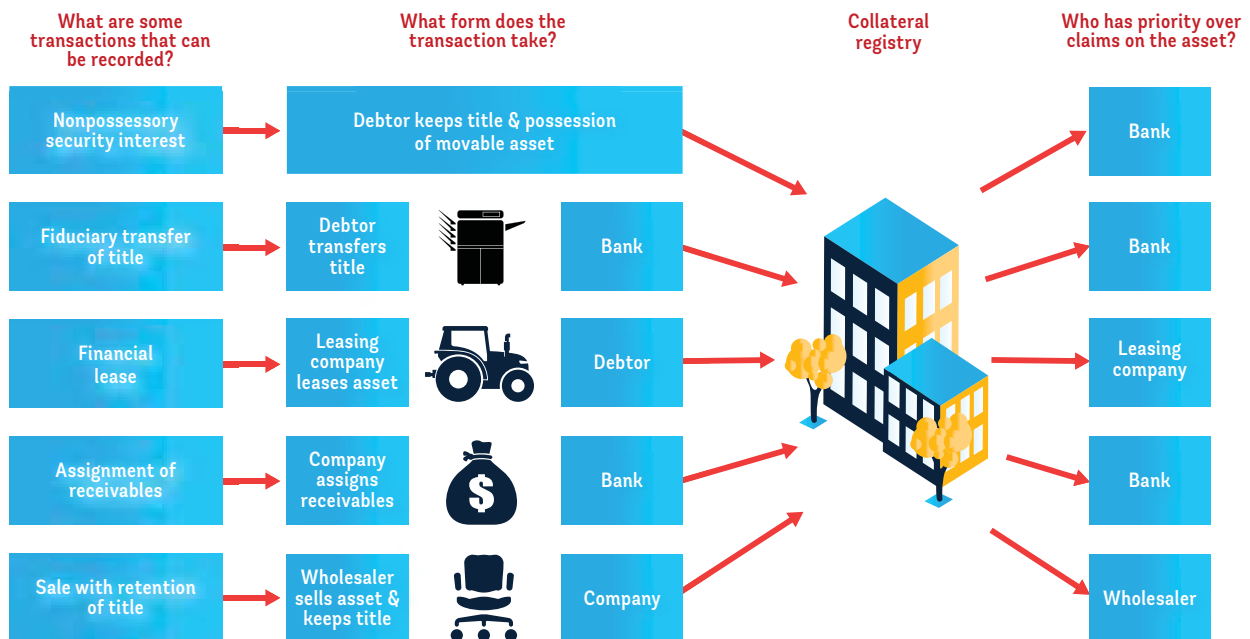 What are some
transactions that can
be recorded?
What form does the
transaction take?
Collateral
registry
Who has priority over
claims on the asset?
Nonpossessory
security interest
Debtor keeps title & possession
of movable asset
Bank
Fiduciary transfer
of title
Debtor
transfers
title
Bank
Bank
Financial
lease
Leasing
company
leases asset
Debtor
Leasing
company
Assignment of
receivables
Company
assigns
receivables
$
Bank
Bank
Sale with retention
of title
Wholesaler
sells asset &
keeps title
Company
Wholesaler